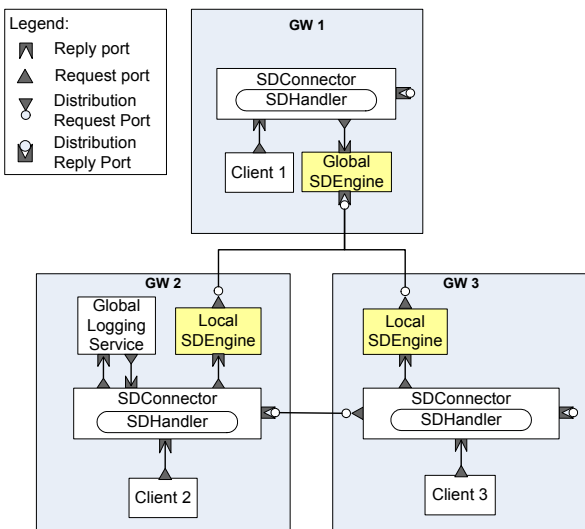 Legend:
Reply port
Request port
Distribution
Request Port
Distribution
Reply Port
GW 1
SDConnector
SDHandler
Client 1
Global
SDEngine
GW 2
Global
Logging
Service
Local
SDEngine
SDConnector
SDHandler
Client 2
GW 3
Local
SDEngine
SDConnector
SDHandler
Client 3